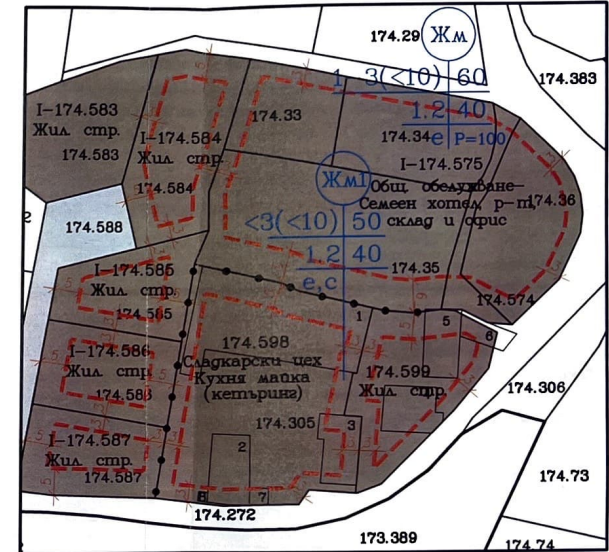 174.29
Жм
1 3(<10) 60
1.2 40
е P=100
174.383
I-174.583
Жил. стр.
174.583
I-174.584
Жил. стр.
174.584
174.33
174.34
I-174.575
Общ. обслужване-
Семеен хотел, р-т,
склад и офис
174.36
174.588
Жм1
<3(<10) 50
1.2 40
е,с
174.35
174.574
I-174.585
Жил. стр.
174.585
1
5
6
174.598
Сладкарски цех
Кухня майка
(кетъринг)
174.305
174.599
Жил. стр.
I-174.586
Жил. стр.
174.586
174.306
I-174.587
Жил. стр.
174.587
2
3
8
7
174.272
174.73
173.389
174.74